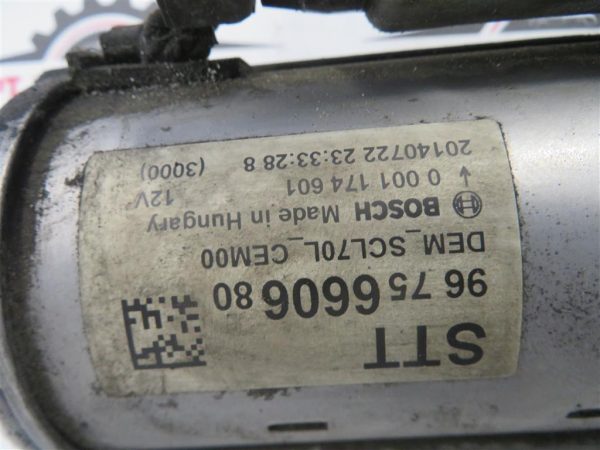 STT
96 75 6606 80
DEM_SCL70L_CEM00
BOSCH Made in Hungary
0 001 174 601 12V
20140722 23:33:28 8 (3Q00)